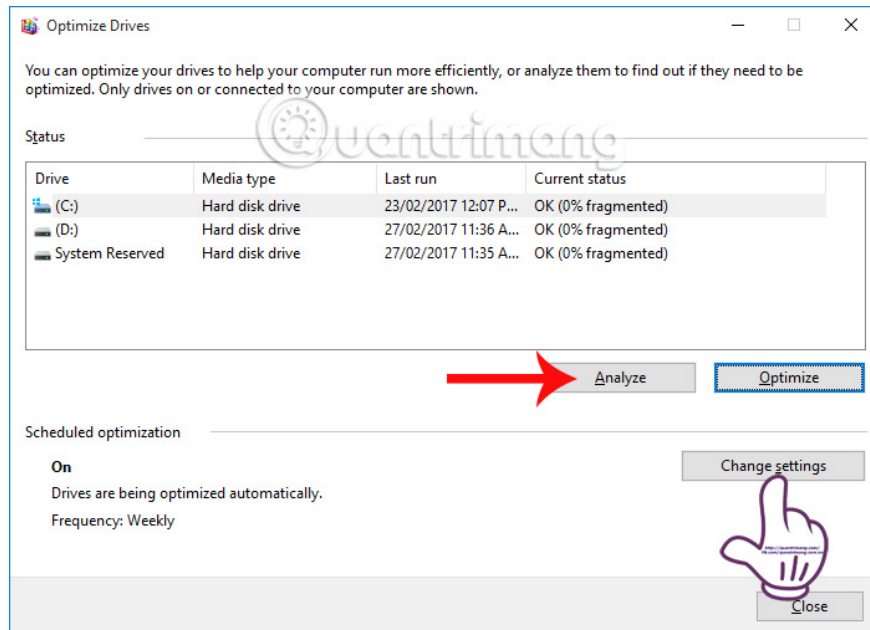 Optimize Drives
You can optimize your drives to help your computer run more efficiently, or analyze them to find out if they need to be
optimized. Only drives on or connected to your computer are shown.
Quantrimang
Status
Drive Media type Last run Current status
(C:) Hard disk drive 23/02/2017 12:07 P... OK (0% fragmented)
(D:) Hard disk drive 27/02/2017 11:36 A... OK (0% fragmented)
System Reserved Hard disk drive 27/02/2017 11:35 A... OK (0% fragmented)
Analyze Optimize
Scheduled optimization
On Change settings
Drives are being optimized automatically.
Frequency: Weekly
Close